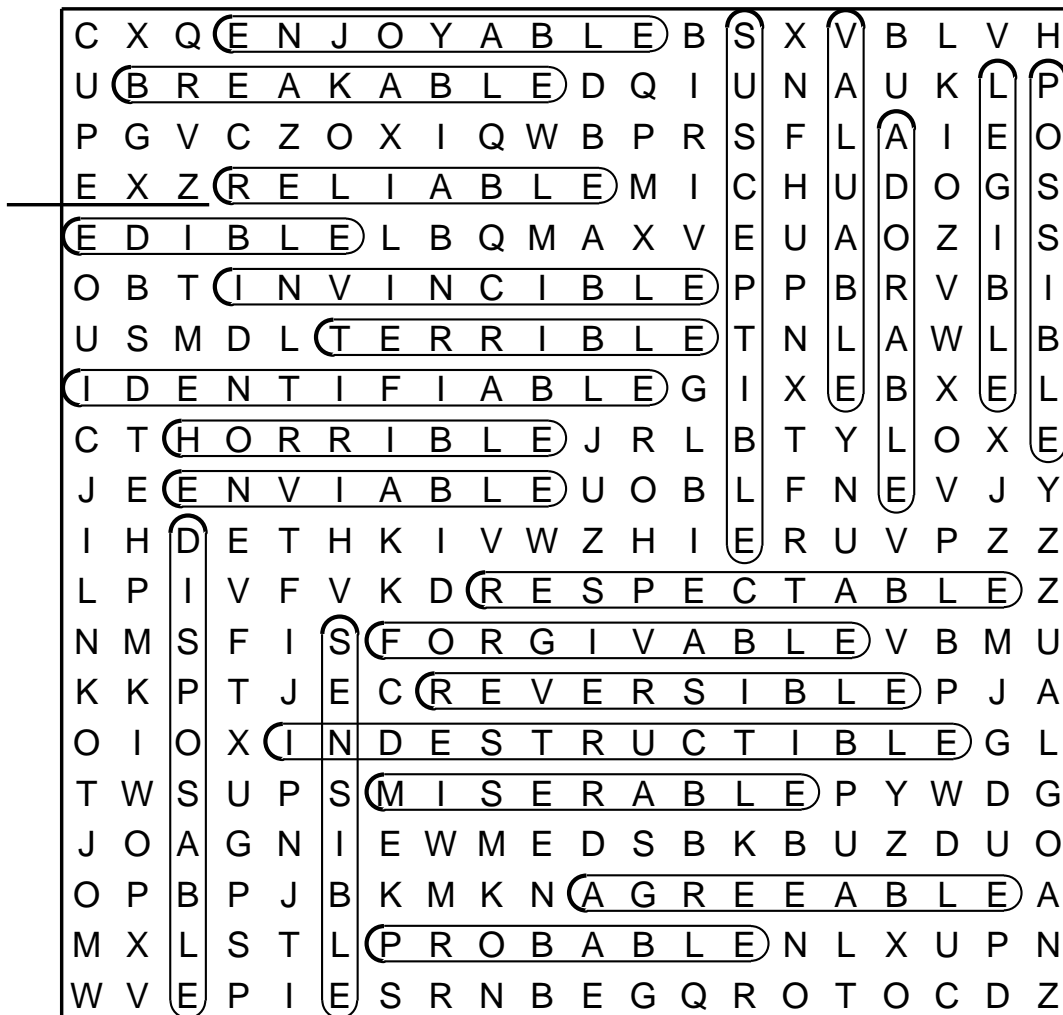 C X Q E N J O Y A B L E B S X V B L V H
U B R E A K A B L E D Q I U N A U K L P
P G V C Z O X I Q W B P R S F L A I E O
E X Z R E L I A B L E M I C H U D O G S
E D I B L E L B Q M A X V E U A O Z I S
O B T I N V I N C I B L E P P B R V B I
U S M D L T E R R I B L E T N L A W L B
I D E N T I F I A B L E G I X E B X E L
C T H O R R I B L E J R L B T Y L O X E
J E E N V I A B L E U O B L F N E V J Y
I H D E T H K I V W Z H I E R U V P Z Z
L P I V F V K D R E S P E C T A B L E Z
N M S F I S F O R G I V A B L E V B M U
K K P T J E C R E V E R S I B L E P J A
O I O X I N D E S T R U C T I B L E G L
T W S U P S M I S E R A B L E P Y W D G
J O A G N I E W M E D S B K B U Z D U O
O P B P J B K M K N A G R E E A B L E A
M X L S T L P R O B A B L E N L X U P N
W V E P I E S R N B E G Q R O T O C D Z